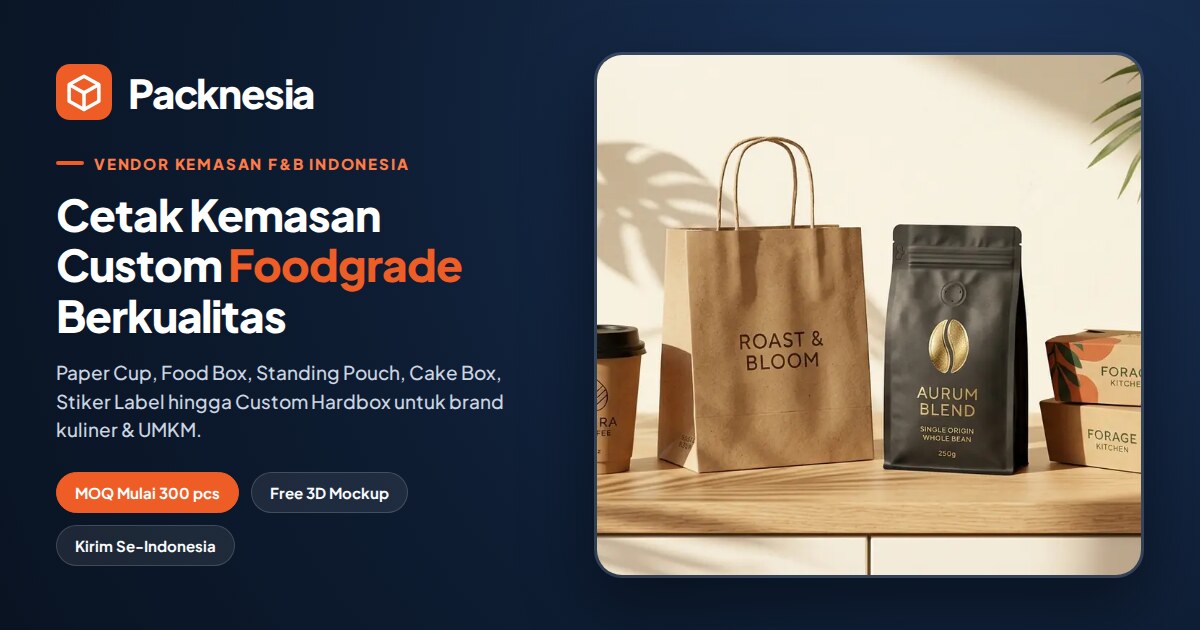 Packnesia
VENDOR KEMASAN F&B INDONESIA
Cetak Kemasan
Custom Foodgrade
Berkualitas
Paper Cup, Food Box, Standing Pouch, Cake Box,
Stiker Label hingga Custom Hardbox untuk brand
kuliner & UMKM.
MOQ Mulai 300 pcs
Free 3D Mockup
Kirim Se-Indonesia
ROAST &
BLOOM
AURUM
BLEND
SINGLE ORIGIN
WHOLE BEAN
250g
FORAGE
KITCHEN